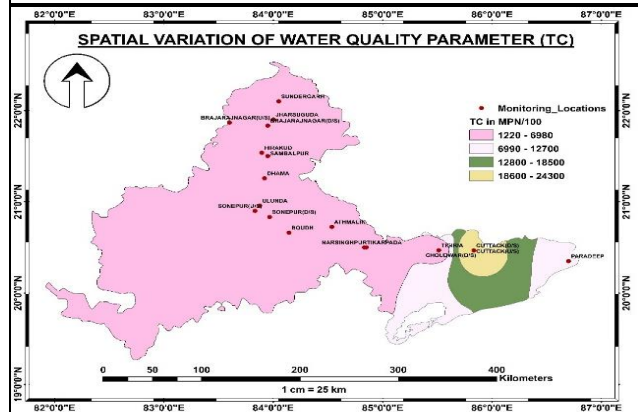 82°0'0"E 83°0'0"E 84°0'0"E 85°0'0"E 86°0'0"E 87°0'0"E
SPATIAL VARIATION OF WATER QUALITY PARAMETER (TC)
Monitoring_Locations
TC in MPN/100
1220 - 6980
6990 - 12700
12800 - 18500
18600 - 24300
22°0'0"N
21°0'0"N
20°0'0"N
19°0'0"N
SUNDERGARH
JHARSUGUDA
BRAJARAJNAGAR(U/S)
BRAJARAJNAGAR(D/S)
HIRAKUD
SAMBALPUR
DHAMA
ULUNDA
SONEPUR(U/S)
SONEPUR(D/S)
BOUDH
ATHMALIK
NARSINGHPUR
TIKARPADA
TIGIRIA
CHOUDWAR(D/S)
CUTTACK(D/S)
CUTTACK(U/S)
PARADEEP
0 50 100 200 300 400
Kilometers
1 cm = 25 km
82°0'0"E 83°0'0"E 84°0'0"E 85°0'0"E 86°0'0"E 87°0'0"E